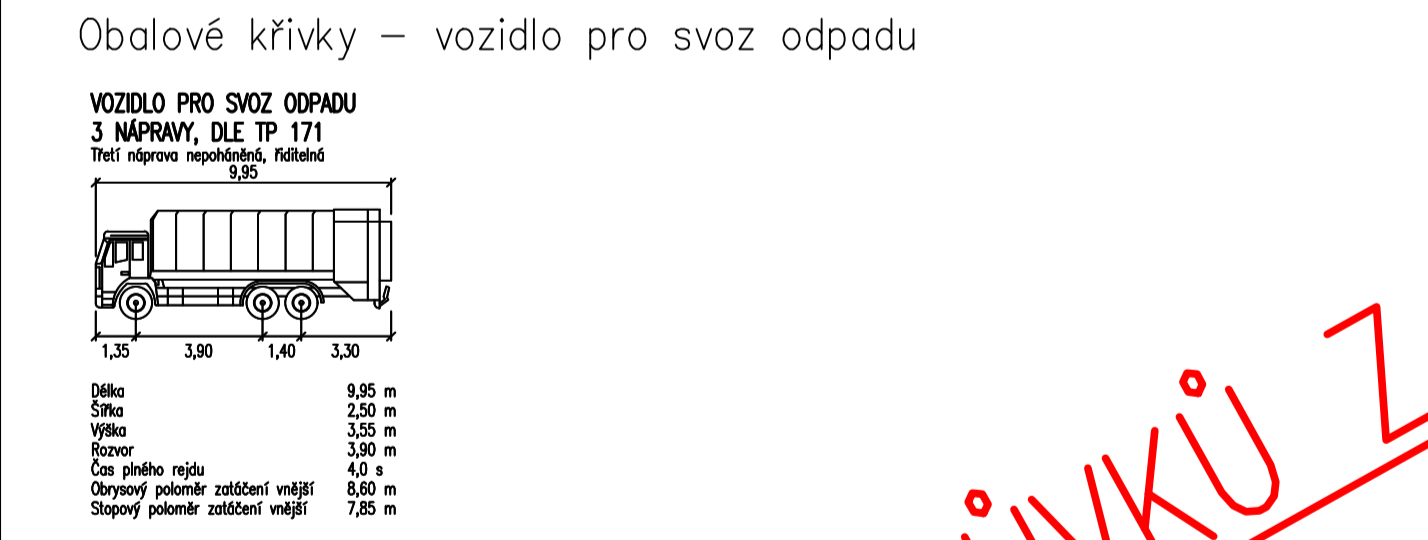 Obalové křivky – vozidlo pro svoz odpadu
VOZIDLO PRO SVOZ ODPADU
3 NÁPRAVY, DLE TP 171
Třetí náprava nepoháněná, řiditelná
9,95
1,35 3,90 1,40 3,30
Délka 9,95 m
Šířka 2,50 m
Výška 3,55 m
Rozvor 3,90 m
Čas plného rejdu 4,0 s
Obrysový poloměr zatáčení vnější 8,60 m
Stopový poloměr zatáčení vnější 7,85 m